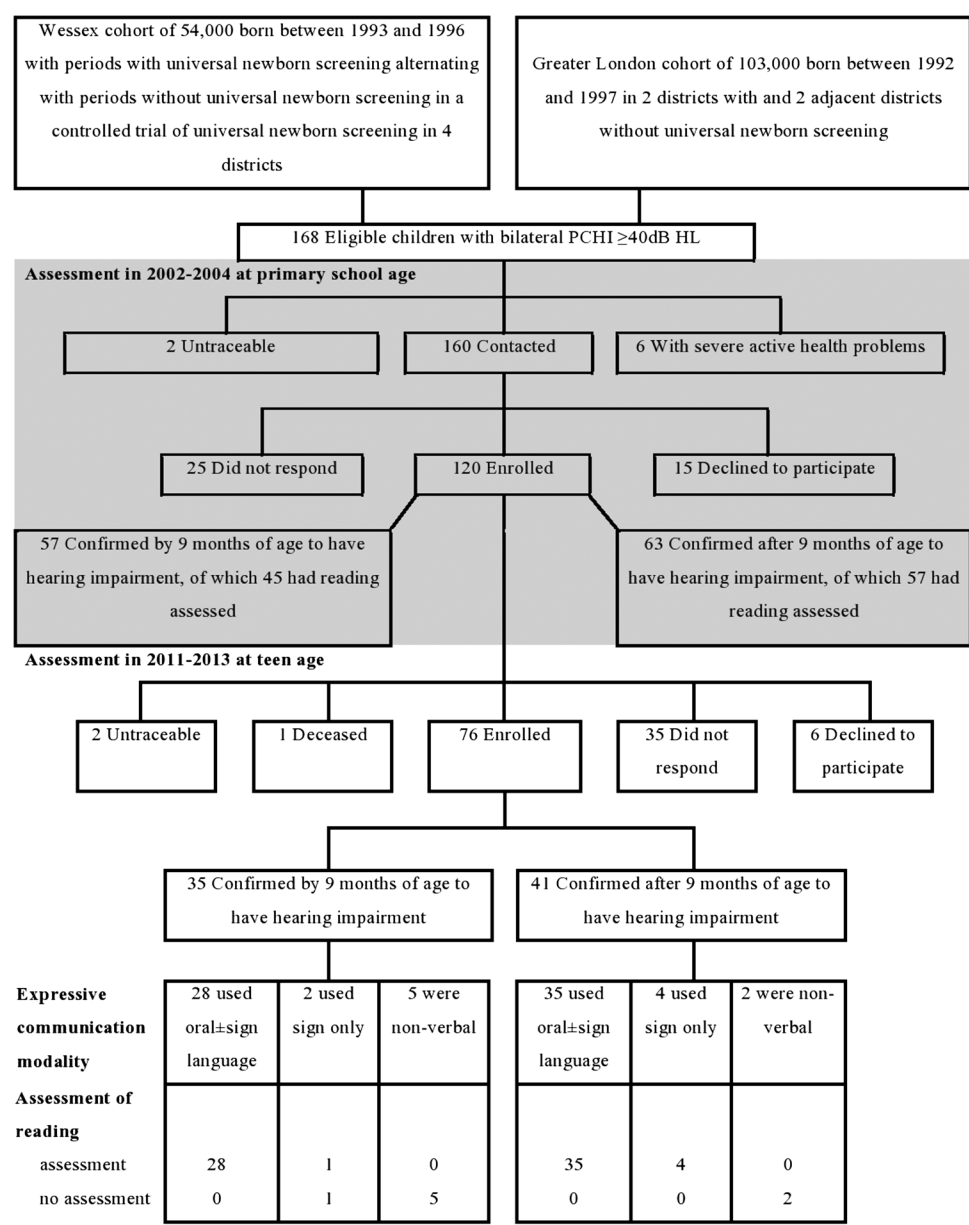 Wessex cohort of 54,000 born between 1993 and 1996
with periods with universal newborn screening alternating
with periods without universal newborn screening in a
controlled trial of universal newborn screening in 4
districts
Greater London cohort of 103,000 born between 1992
and 1997 in 2 districts with and 2 adjacent districts
without universal newborn screening
168 Eligible children with bilateral PCHI ≥40dB HL
Assessment in 2002-2004 at primary school age
2 Untraceable
160 Contacted
6 With severe active health problems
25 Did not respond
120 Enrolled
15 Declined to participate
57 Confirmed by 9 months of age to have
hearing impairment, of which 45 had reading
assessed
63 Confirmed after 9 months of age to
have hearing impairment, of which 57 had
reading assessed
Assessment in 2011-2013 at teen age
2 Untraceable
1 Deceased
76 Enrolled
35 Did not
respond
6 Declined to
participate
35 Confirmed by 9 months of age to
have hearing impairment
41 Confirmed after 9 months of age to
have hearing impairment
Expressive
communication
modality
28 used
oral±sign
language
2 used
sign only
5 were
non-verbal
35 used
oral±sign
language
4 used
sign only
2 were non-
verbal
Assessment of
reading
assessment 28 1 0 35 4 0
no assessment 0 1 5 0 0 2